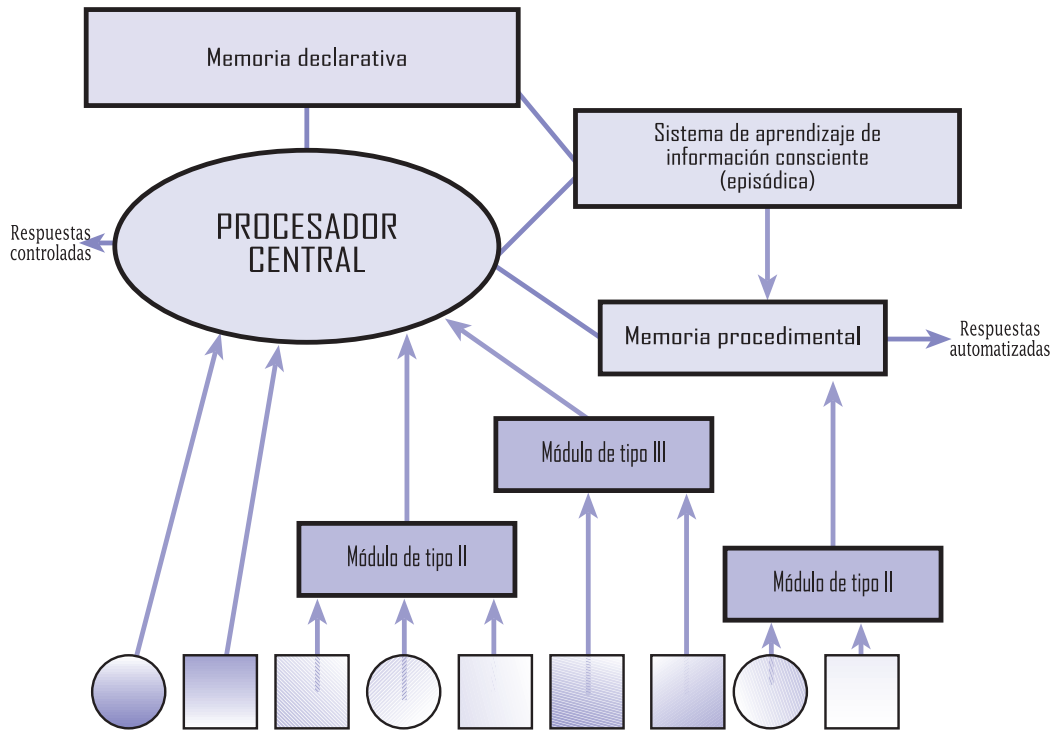 Memoria declarativa
Sistema de aprendizaje de
información consciente
(episódica)
PROCESADOR
CENTRAL
Respuestas
controladas
Memoria procedimental
Respuestas
automatizadas
Módulo de tipo III
Módulo de tipo II
Módulo de tipo II